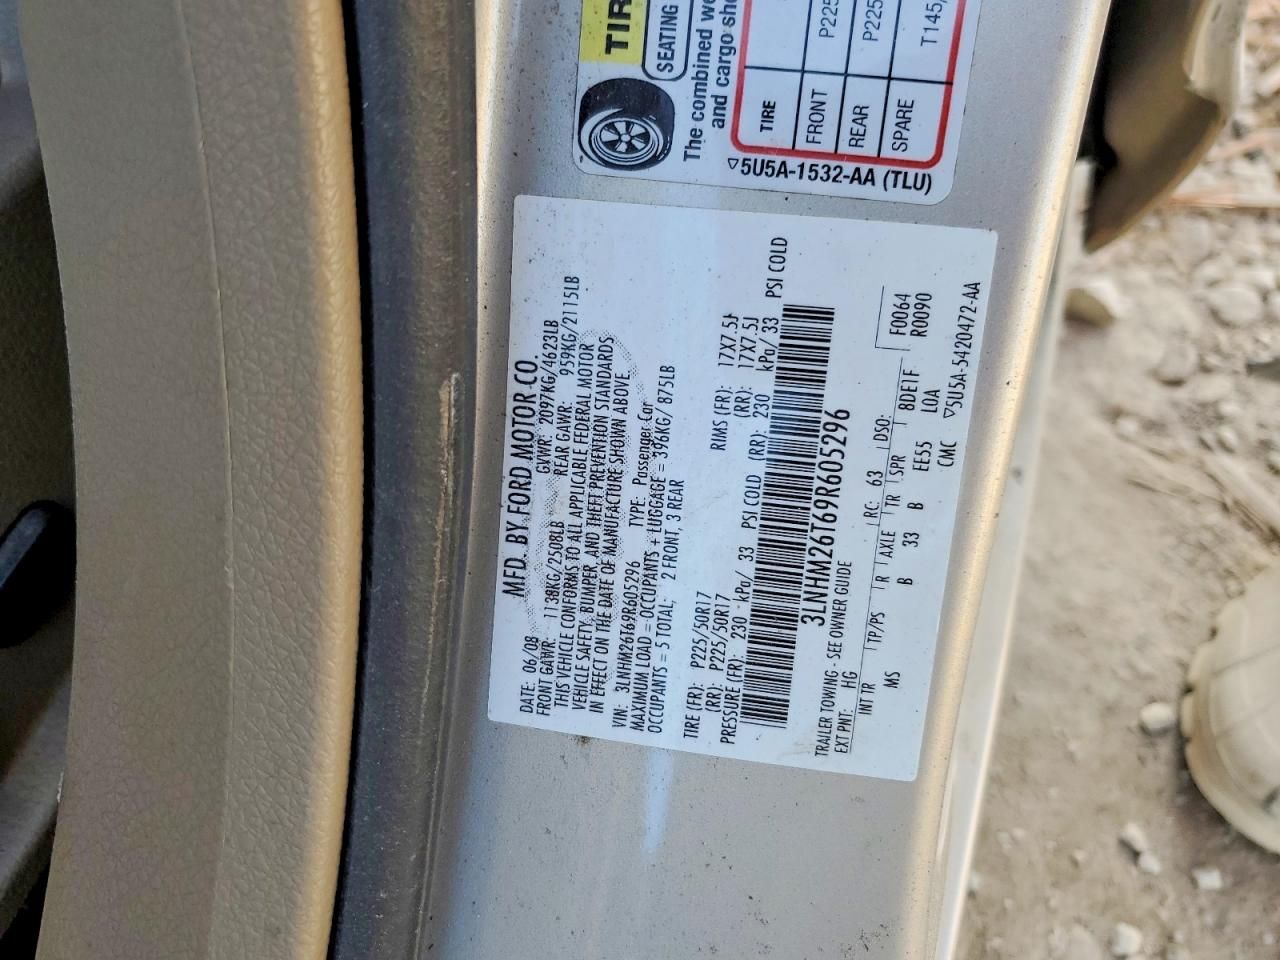 MFD. BY FORD MOTOR CO.
DATE: 06/08 GVWR: 2097KG/4623LB
FRONT GAWR: 1138KG/2508LB REAR GAWR: 959KG/2115LB
THIS VEHICLE CONFORMS TO ALL APPLICABLE FEDERAL MOTOR
VEHICLE SAFETY, BUMPER, AND THEFT PREVENTION STANDARDS
IN EFFECT ON THE DATE OF MANUFACTURE SHOWN ABOVE.
VIN: 3LNHM26T69R605296 TYPE: Passenger Car
MAXIMUM LOAD = OCCUPANTS + LUGGAGE = 396KG/ 875LB
OCCUPANTS = 5 TOTAL, 2 FRONT, 3 REAR
TIRE (FR): P225/50R17 RIMS (FR): 17X7.5J
(RR): P225/50R17 (RR): 17X7.5J
PRESSURE (FR): 230 kPa/ 33 PSI COLD (RR): 230 kPa/ 33 PSI COLD
3LNHM26T69R605296
TRAILER TOWING - SEE OWNER GUIDE
EXT PNT: HG RC: 63 DSO: F0064
R0090
INT TR TP/PS R AXLE TR SPR 8DE1F
MS B 33 B EE55 LOA
CMC ▽5U5A-5420472-AA
TIR
SEATING
The combined we
and cargo sho
TIRE
FRONT P225
REAR P225
SPARE T145/
▽5U5A-1532-AA (TLU)